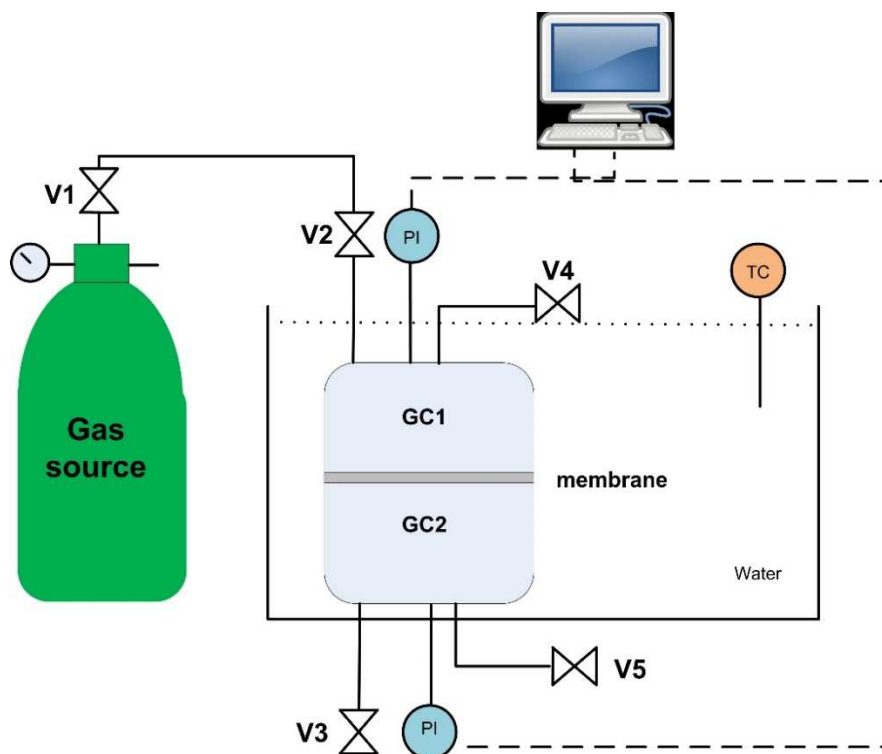 V1
V2
PI
V4
TC
GC1
Gas
source
membrane
GC2
Water
V5
V3
PI